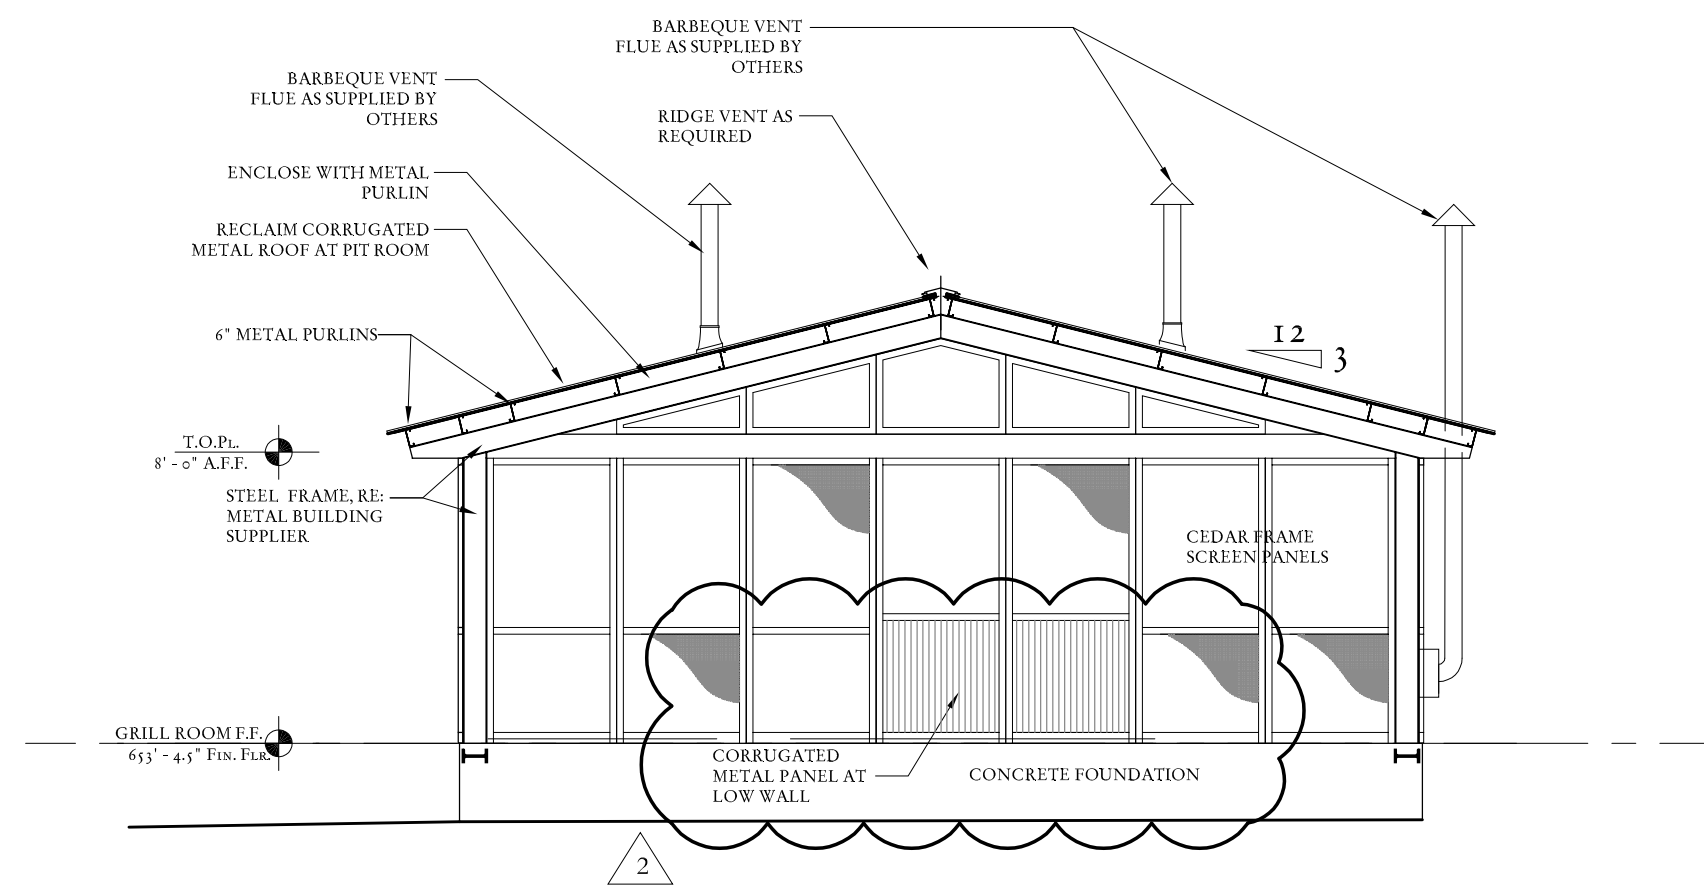 BARBEQUE VENT
FLUE AS SUPPLIED BY
OTHERS
BARBEQUE VENT
FLUE AS SUPPLIED BY
OTHERS
RIDGE VENT AS
REQUIRED
ENCLOSE WITH METAL
PURLIN
RECLAIM CORRUGATED
METAL ROOF AT PIT ROOM
6" METAL PURLINS
12
3
T.O.PL.
8' - 0" A.F.F.
STEEL FRAME, RE:
METAL BUILDING
SUPPLIER
CEDAR FRAME
SCREEN PANELS
GRILL ROOM F.F.
653' - 4.5" FIN. FLR.
CORRUGATED
METAL PANEL AT
LOW WALL
CONCRETE FOUNDATION
2